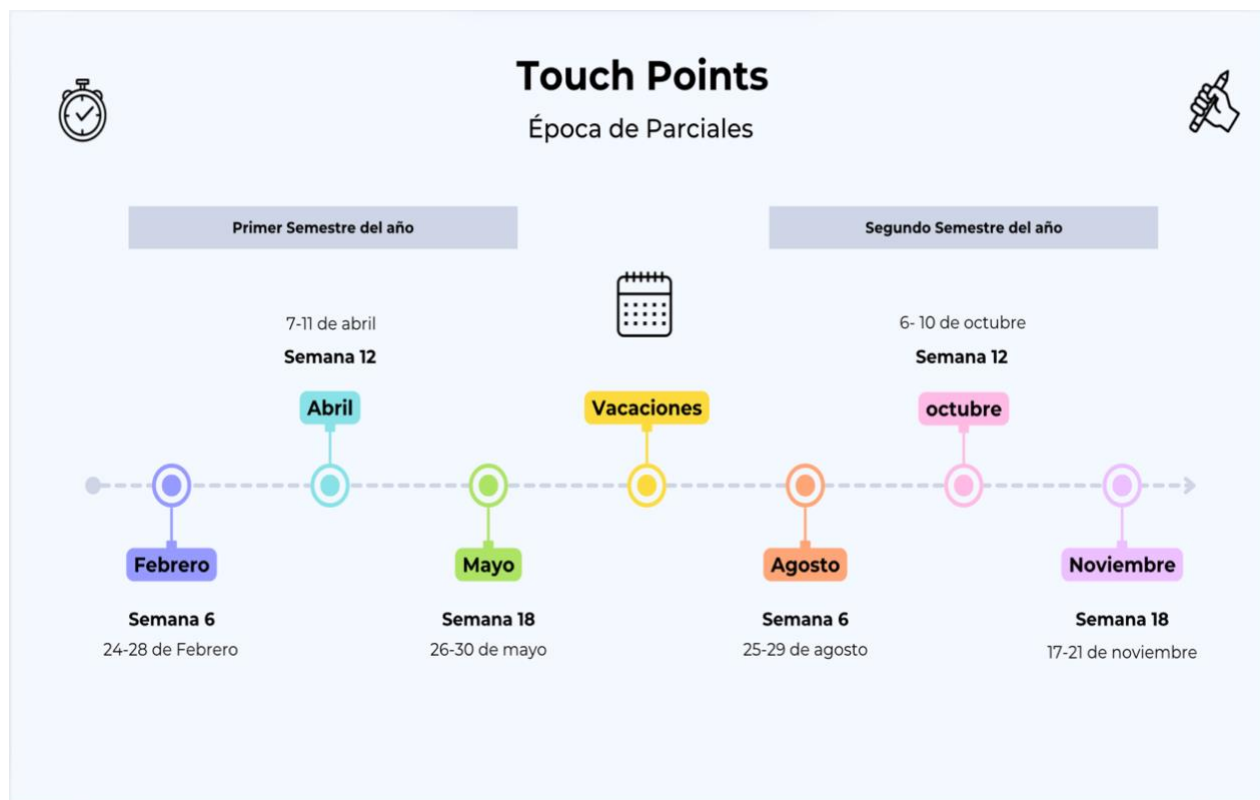 Touch Points
Época de Parciales
Primer Semestre del año
Segundo Semestre del año
7-11 de abril
Semana 12
6- 10 de octubre
Semana 12
Abril
Vacaciones
octubre
Febrero
Mayo
Agosto
Noviembre
Semana 6
24-28 de Febrero
Semana 18
26-30 de mayo
Semana 6
25-29 de agosto
Semana 18
17-21 de noviembre